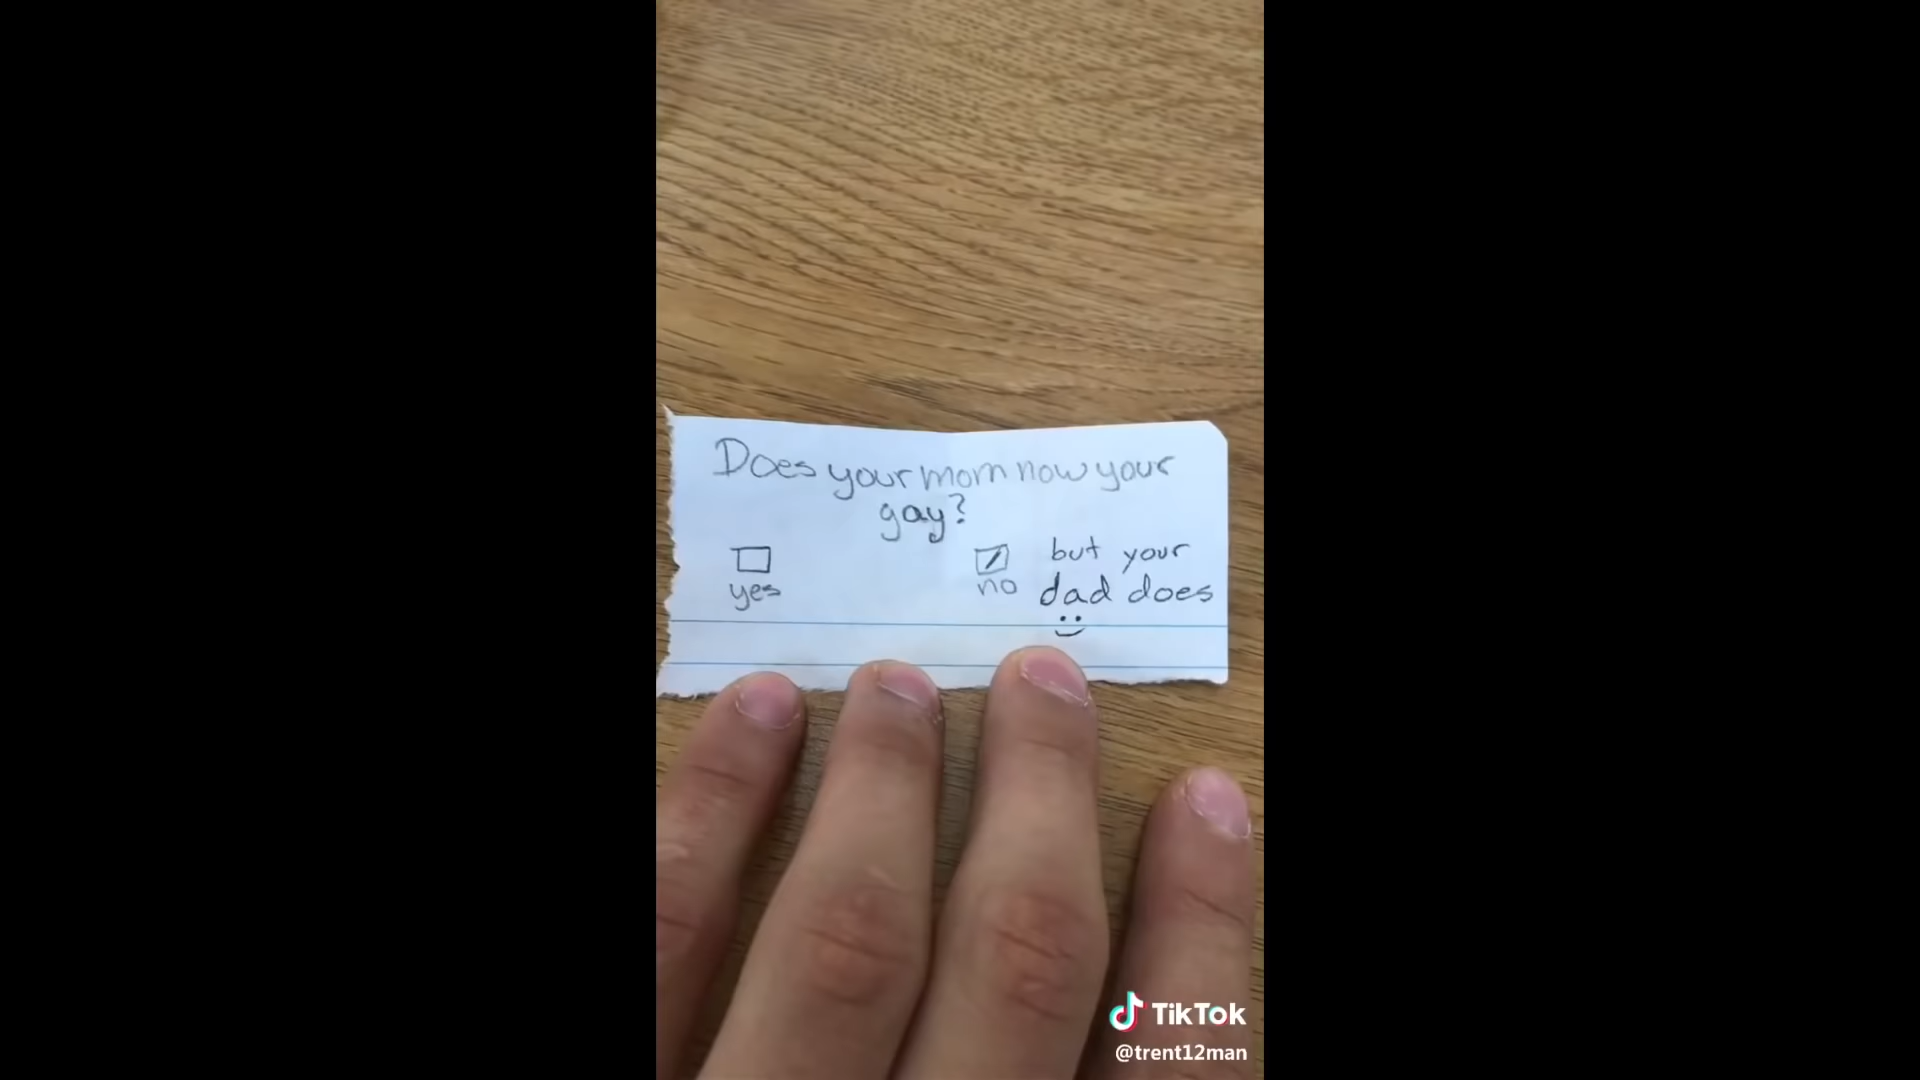 Does your mom now your
gay?
yes
no
but your
dad does
TikTok
@trent12man